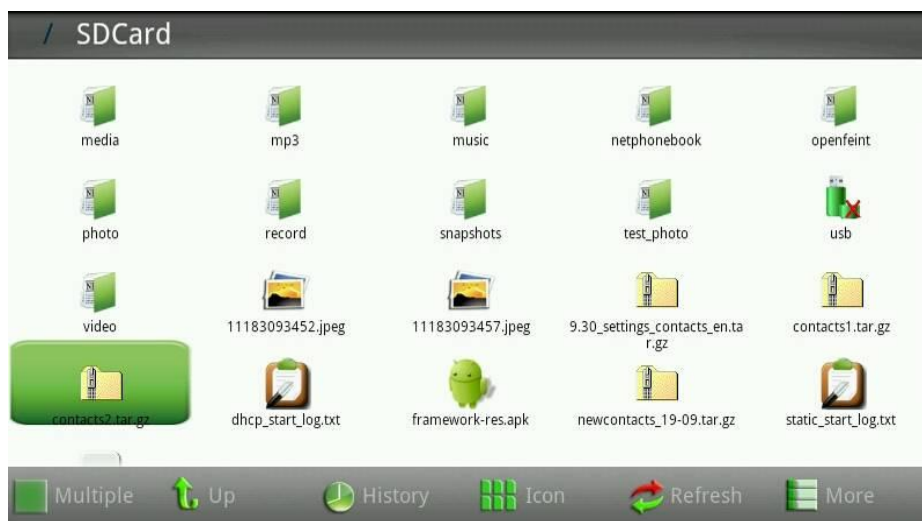 / SDCard
media
mp3
music
netphonebook
openfeint
photo
record
snapshots
test_photo
usb
video
11183093452.jpeg
11183093457.jpeg
9.30_settings_contacts_en.ta
r.gz
contacts1.tar.gz
contacts2.tar.gz
dhcp_start_log.txt
framework-res.apk
newcontacts_19-09.tar.gz
static_start_log.txt
Multiple
Up
History
Icon
Refresh
More